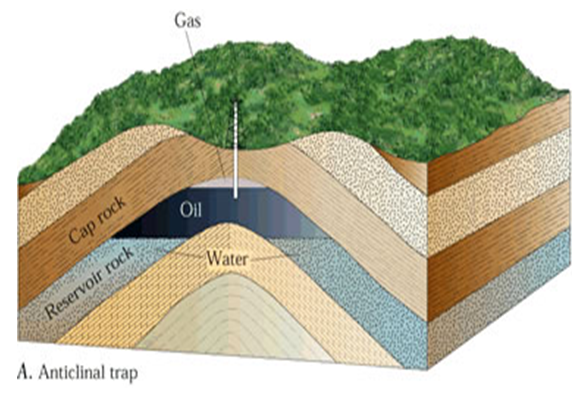 Gas
Cap rock
Oil
Reservoir rock
Water
A. Anticlinal trap